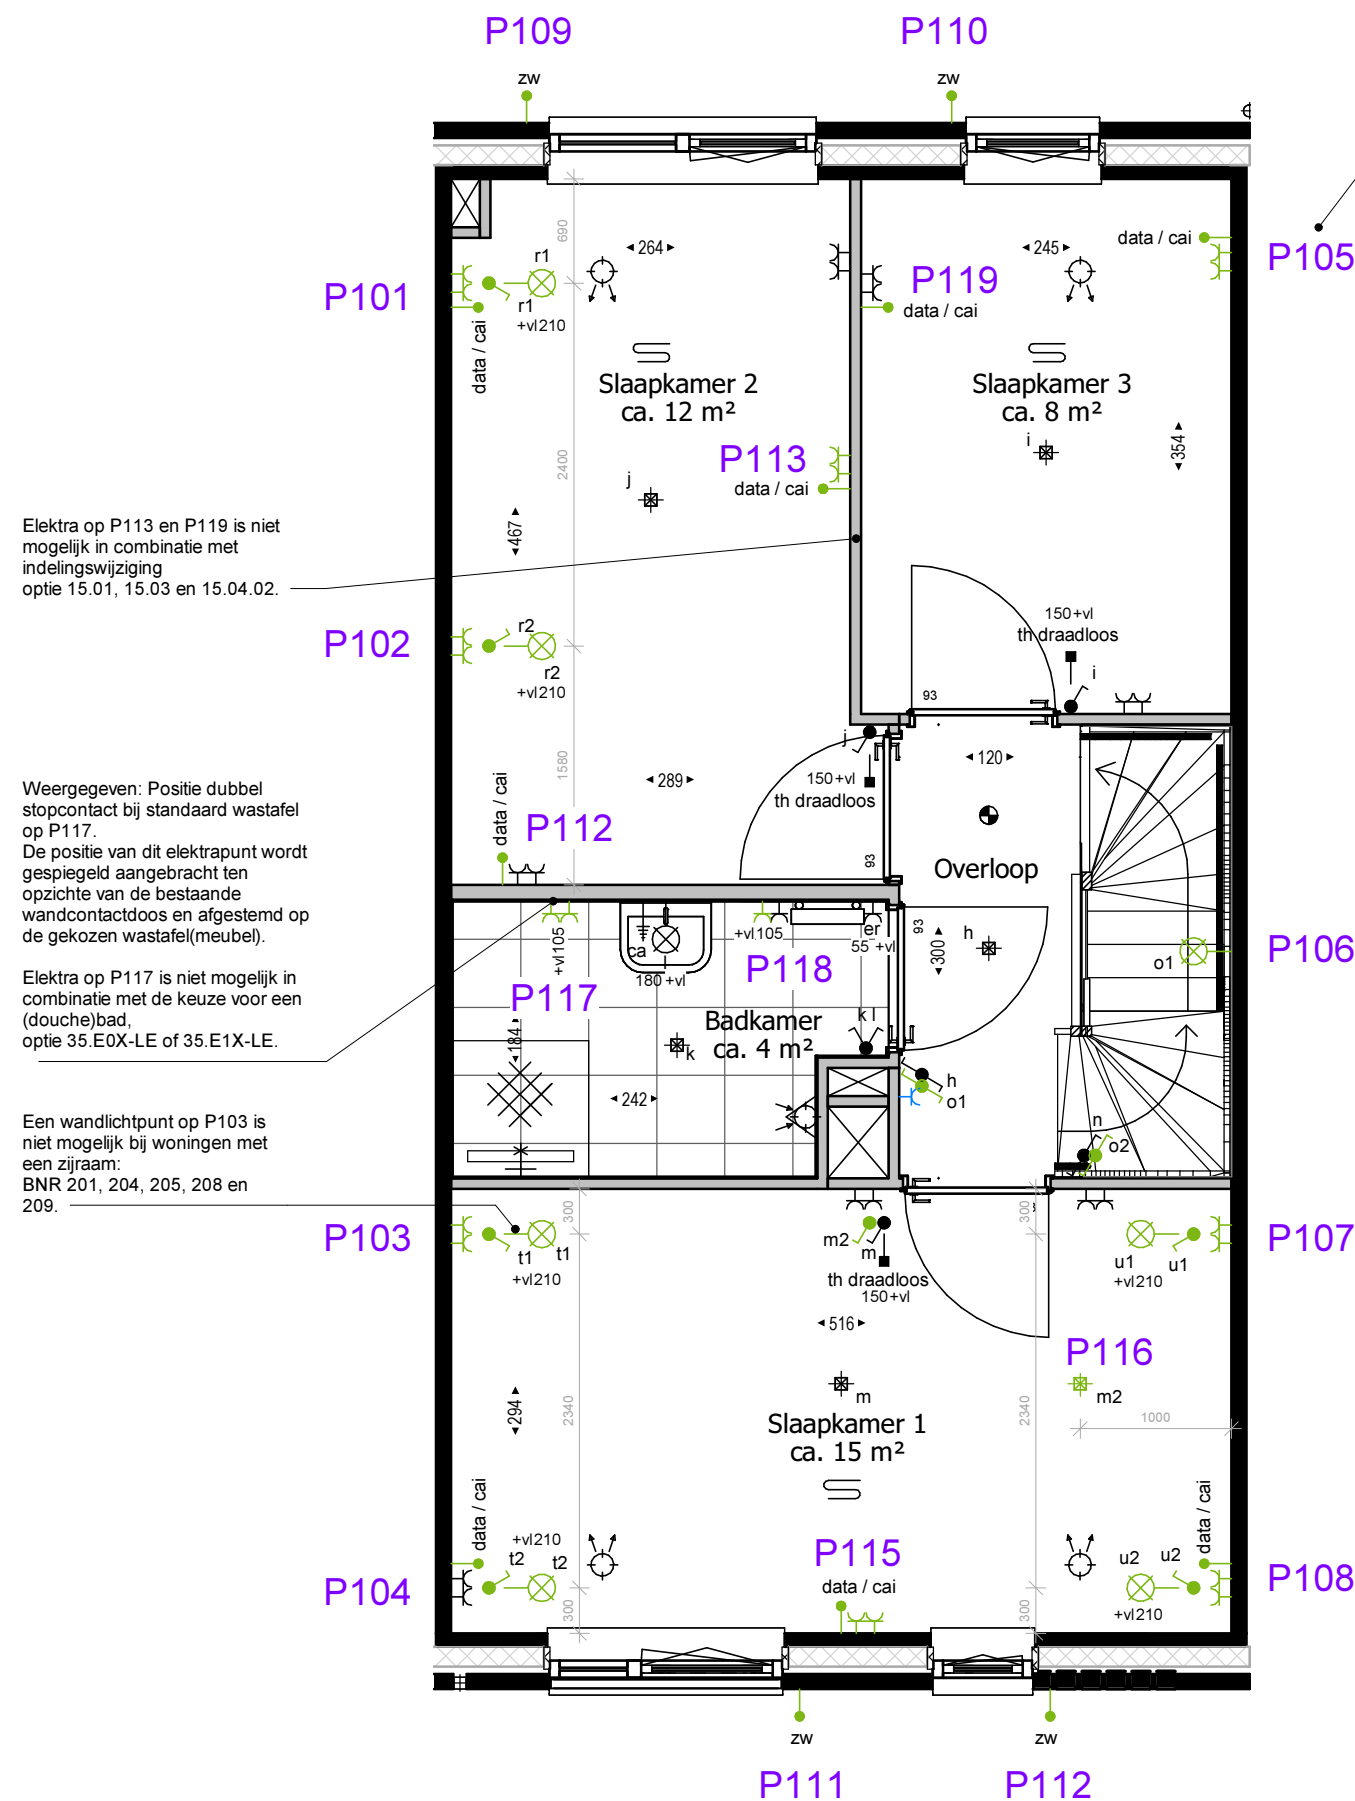 P109
P110
zw
zw
690
264
245
data / cai
P105
r1
P101
r1
+vl210
data / cai
P119
data / cai
Slaapkamer 2
ca. 12 m²
Slaapkamer 3
ca. 8 m²
i
354
2400
P113
data / cai
j
467
Elektra op P113 en P119 is niet
mogelijk in combinatie met
indelingswijziging
optie 15.01, 15.03 en 15.04.02.
150+vl
th draadloos
P102
r2
r2
+vl210
i
93
j
1580
289
150+vl
th draadloos
120
Weergegeven: Positie dubbel
stopcontact bij standaard wastafel
op P117.
De positie van dit elektrapunt wordt
gespiegeld aangebracht ten
opzichte van de bestaande
wandcontactdoos en afgestemd op
de gekozen wastafel(meubel).
data / cai
P112
93
Overloop
93
ca
+vl105
+vl105
er
55 +vl
h
300
o1
P106
180 +vl
P118
P117
Elektra op P117 is niet mogelijk in
combinatie met de keuze voor een
(douche)bad,
optie 35.E0X-LE of 35.E1X-LE.
184
Badkamer
ca. 4 m²
k
k l
h
o1
242
Een wandlichtpunt op P103 is
niet mogelijk bij woningen met
een zijraam:
BNR 201, 204, 205, 208 en
209.
n
o2
300
300
P103
t1
t1
+vl210
m2
m
th draadloos
150+vl
u1
u1
+vl210
P107
516
P116
m
m2
294
2340
2340
1000
Slaapkamer 1
ca. 15 m²
data / cai
data / cai
+vl210
t2
t2
P115
data / cai
u2
u2
+vl210
P104
P108
300
300
zw
zw
P111
P112